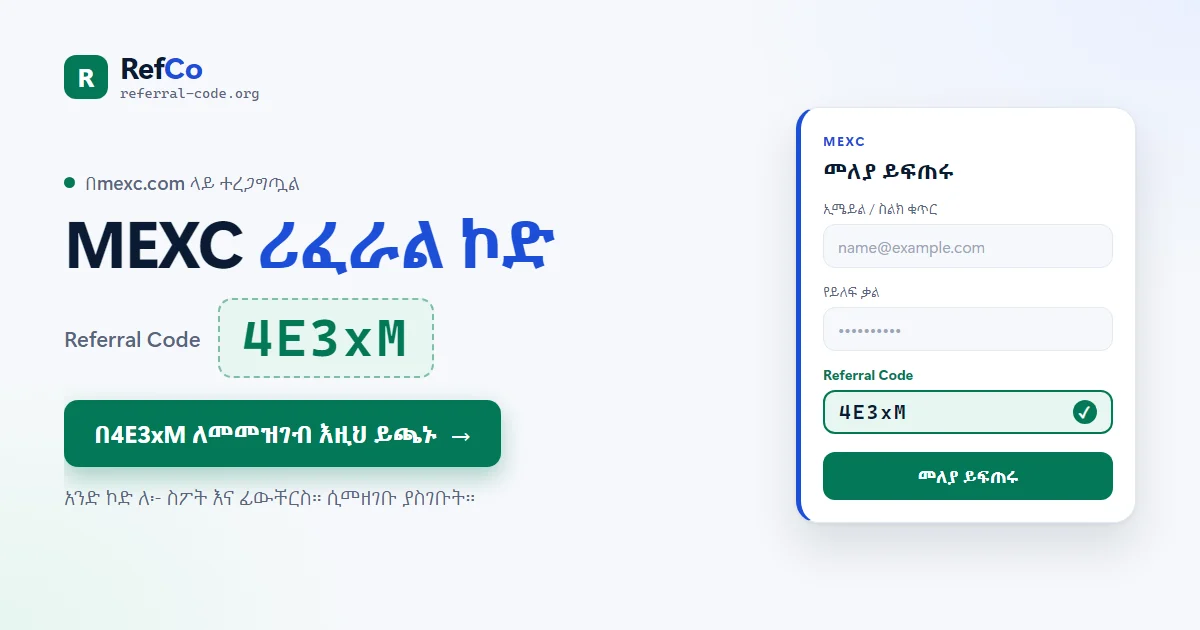 R
RefCo
referral-code.org
በmexc.com ላይ ተረጋግጧል
MEXC ሪፈራል ኮድ
Referral Code
4E3xM
በ4E3xM ለመመዝገብ እዚህ ይጫኑ →
አንድ ኮድ ለ፦ ስፖት እና ፊውቸርስ። ሲመዘገቡ ያስገቡት።
MEXC
መለያ ይፍጠሩ
ኢሜይል / ስልክ ቁጥር
name@example.com
የይለፍ ቃል
••••••••••
Referral Code
4E3xM
መለያ ይፍጠሩ